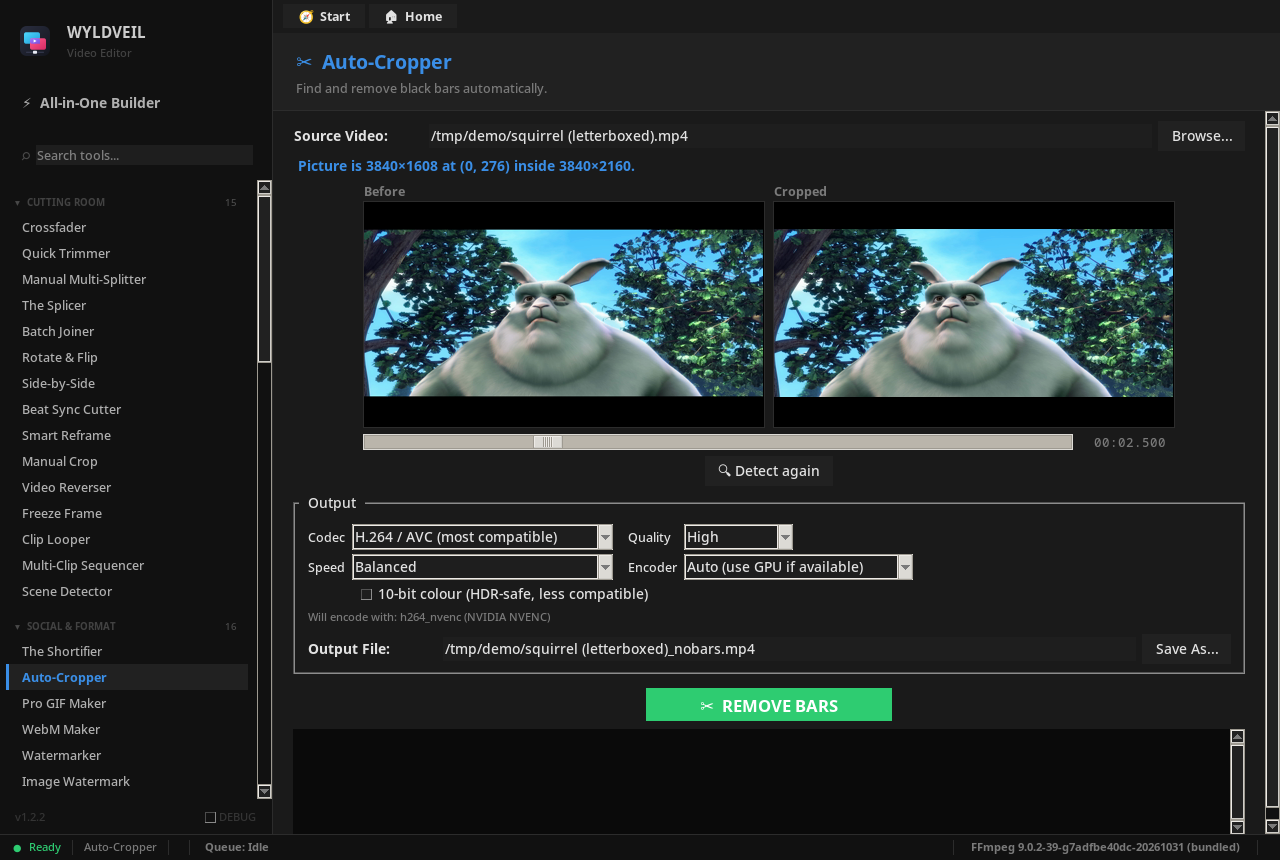 WYLDVEIL
Video Editor
⚡ All-in-One Builder
Search tools...
▾ CUTTING ROOM 15
Crossfader
Quick Trimmer
Manual Multi-Splitter
The Splicer
Batch Joiner
Rotate & Flip
Side-by-Side
Beat Sync Cutter
Smart Reframe
Manual Crop
Video Reverser
Freeze Frame
Clip Looper
Multi-Clip Sequencer
Scene Detector
▾ SOCIAL & FORMAT 16
The Shortifier
Auto-Cropper
Pro GIF Maker
WebM Maker
Watermarker
Image Watermark
v1.2.2 DEBUG
Start Home
✂ Auto-Cropper
Find and remove black bars automatically.
Source Video: /tmp/demo/squirrel (letterboxed).mp4 Browse...
Picture is 3840×1608 at (0, 276) inside 3840×2160.
Before Cropped
00:02.500
Detect again
Output
Codec H.264 / AVC (most compatible) Quality High
Speed Balanced Encoder Auto (use GPU if available)
10-bit colour (HDR-safe, less compatible)
Will encode with: h264_nvenc (NVIDIA NVENC)
Output File: /tmp/demo/squirrel (letterboxed)_nobars.mp4 Save As...
✂ REMOVE BARS
● Ready Auto-Cropper Queue: Idle FFmpeg 9.0.2-39-g7adfbe40dc-20261031 (bundled)